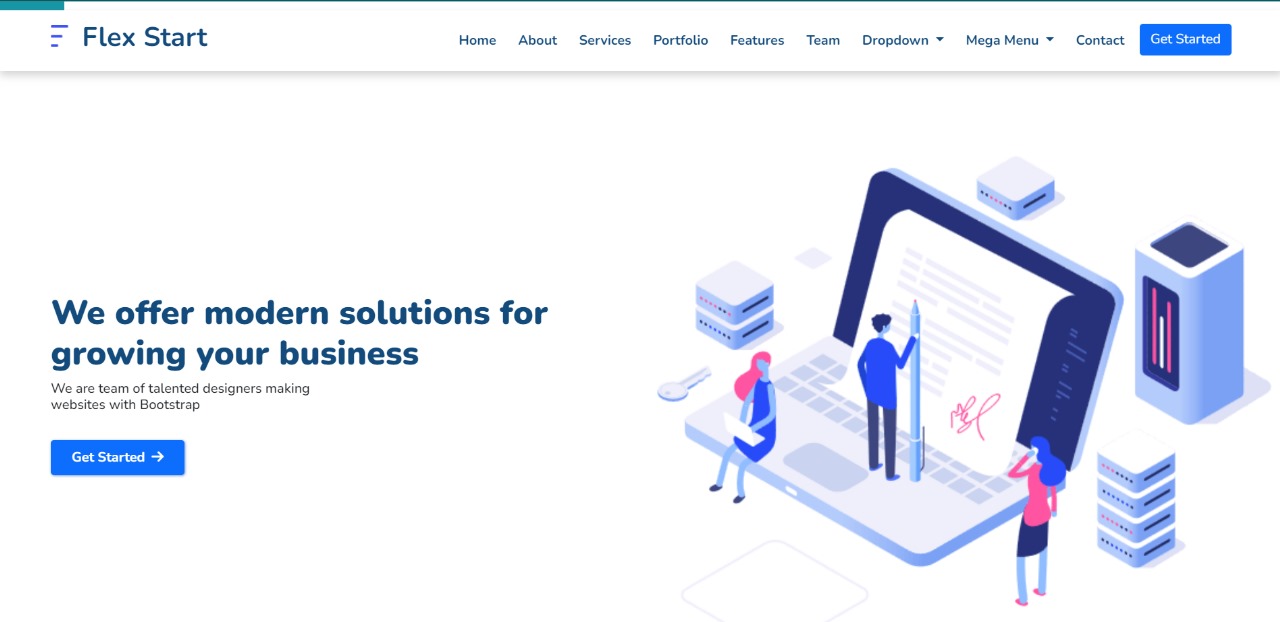 Flex Start
Home About Services Portfolio Features Team Dropdown Mega Menu Contact Get Started
We offer modern solutions for
growing your business
We are team of talented designers making
websites with Bootstrap
Get Started →